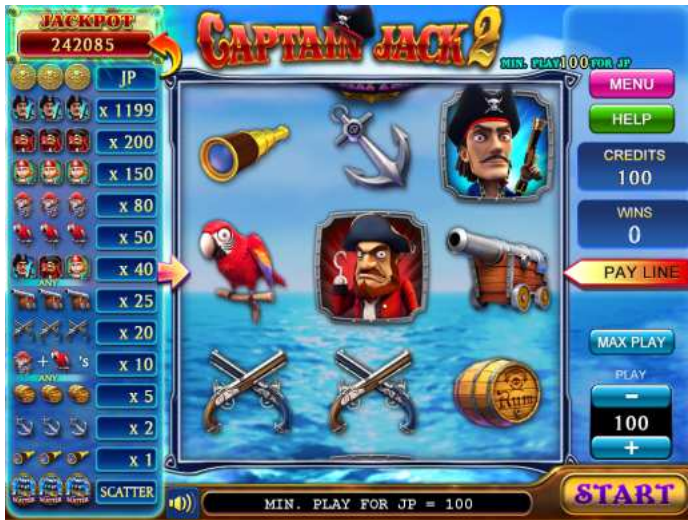 JACKPOT
242085
CAPTAIN JACK 2
MIN. PLAY 100 FOR JP
JP
x 1199
x 200
x 150
x 80
x 50
x 40
ANY
x 25
x 20
x 10
ANY
x 5
x 2
x 1
SCATTER
MENU
HELP
CREDITS
100
WINS
0
PAY LINE
MAX PLAY
PLAY
-
100
+
+
's
Rum
MIN. PLAY FOR JP = 100
START